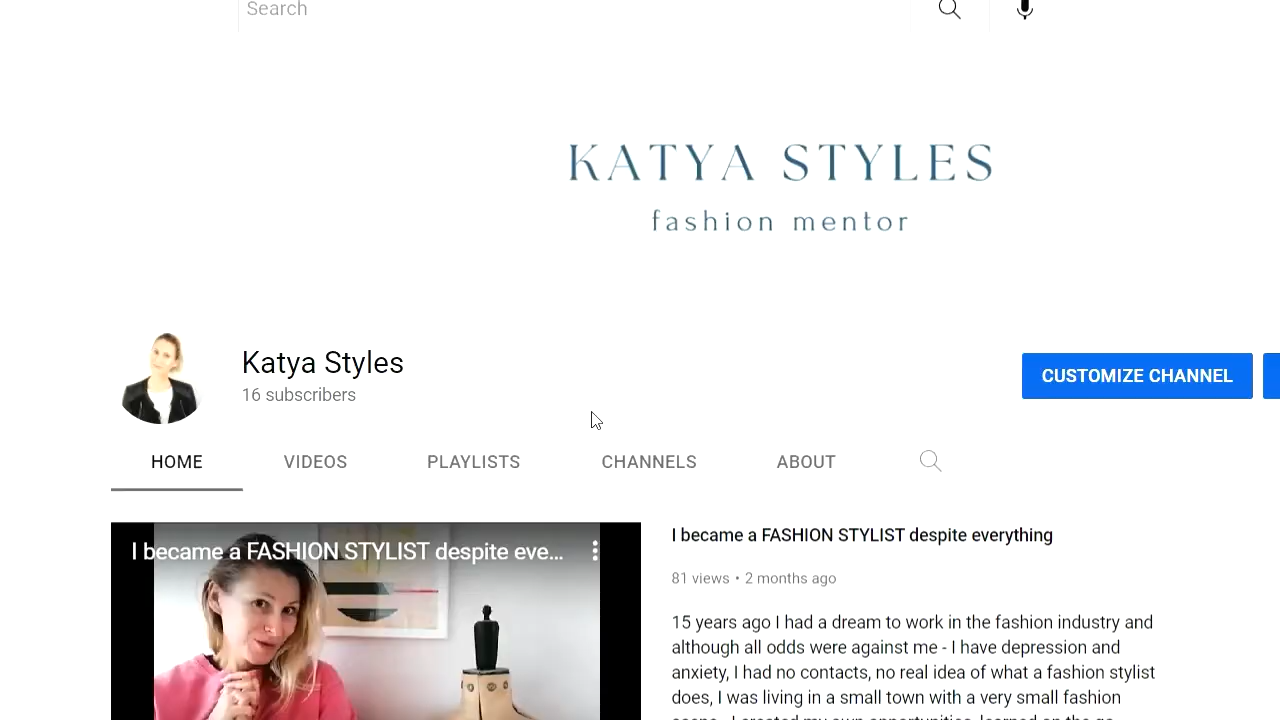 Search
KATYA STYLES
fashion mentor
Katya Styles
16 subscribers
CUSTOMIZE CHANNEL
HOME VIDEOS PLAYLISTS CHANNELS ABOUT
I became a FASHION STYLIST despite eve...
I became a FASHION STYLIST despite everything
81 views • 2 months ago
15 years ago I had a dream to work in the fashion industry and
although all odds were against me - I have depression and
anxiety, I had no contacts, no real idea of what a fashion stylist
does, I was living in a small town with a very small fashion